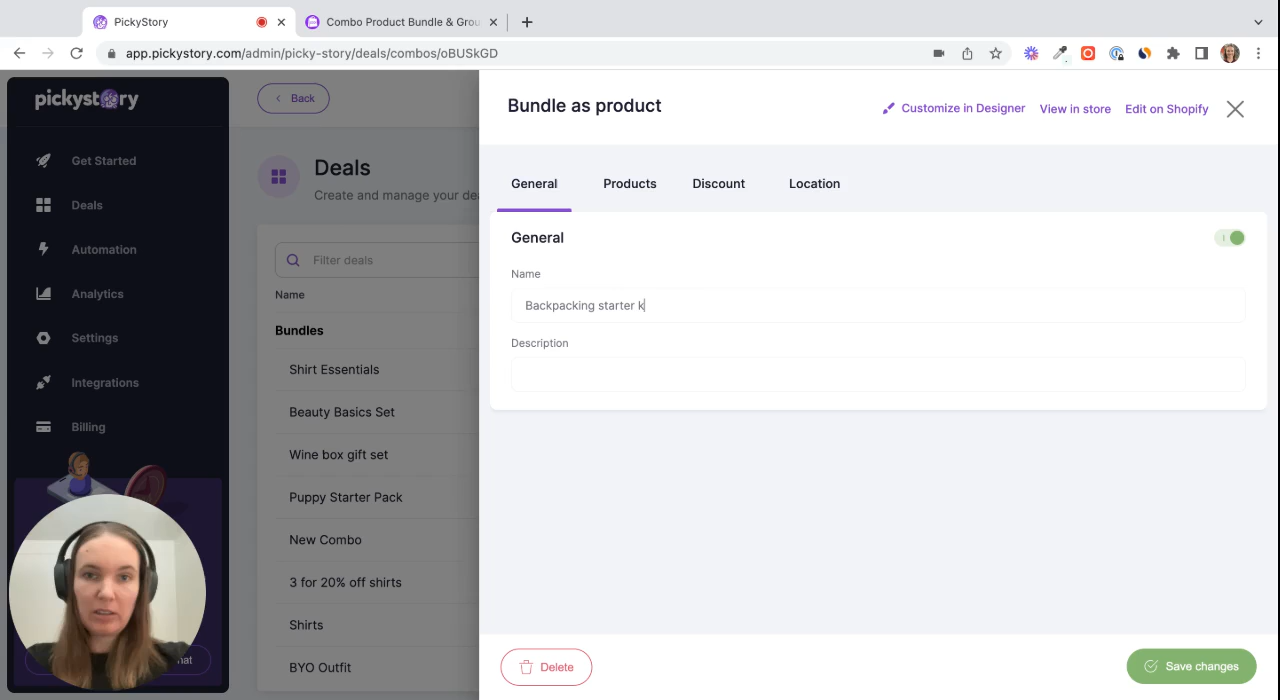 PickyStory
Combo Product Bundle & Grou
app.pickystory.com/admin/picky-story/deals/combos/oBUSkGD
pickystory
Get Started
Deals
Automation
Analytics
Settings
Integrations
Billing
hat
Back
Deals
Create and manage your dea
Filter deals
Name
Bundles
Shirt Essentials
Beauty Basics Set
Wine box gift set
Puppy Starter Pack
New Combo
3 for 20% off shirts
Shirts
BYO Outfit
Bundle as product
Customize in Designer
View in store
Edit on Shopify
General
Products
Discount
Location
General
Name
Backpacking starter k
Description
Delete
Save changes